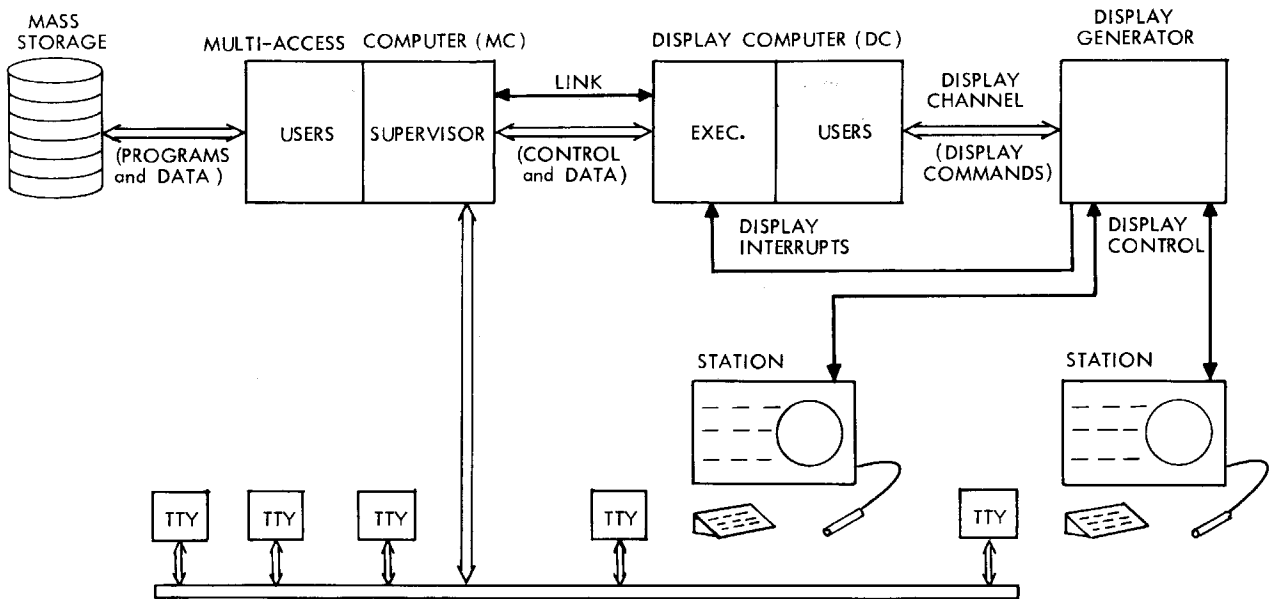 MASS
STORAGE
MULTI-ACCESS COMPUTER (MC)
DISPLAY COMPUTER (DC)
DISPLAY
GENERATOR
USERS
SUPERVISOR
LINK
EXEC.
USERS
DISPLAY
CHANNEL
(PROGRAMS
and DATA)
(CONTROL
and DATA)
(DISPLAY
COMMANDS)
DISPLAY
INTERRUPTS
DISPLAY
CONTROL
STATION
STATION
TTY
TTY
TTY
TTY
TTY